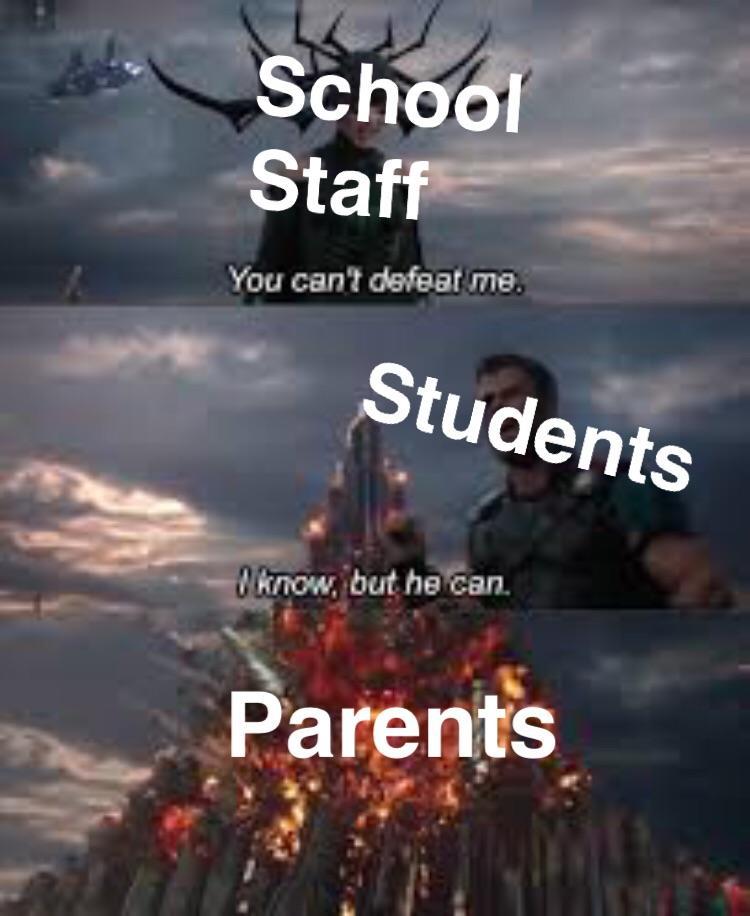 School
Staff
You can't defeat me.
Students
I know, but he can.
Parents